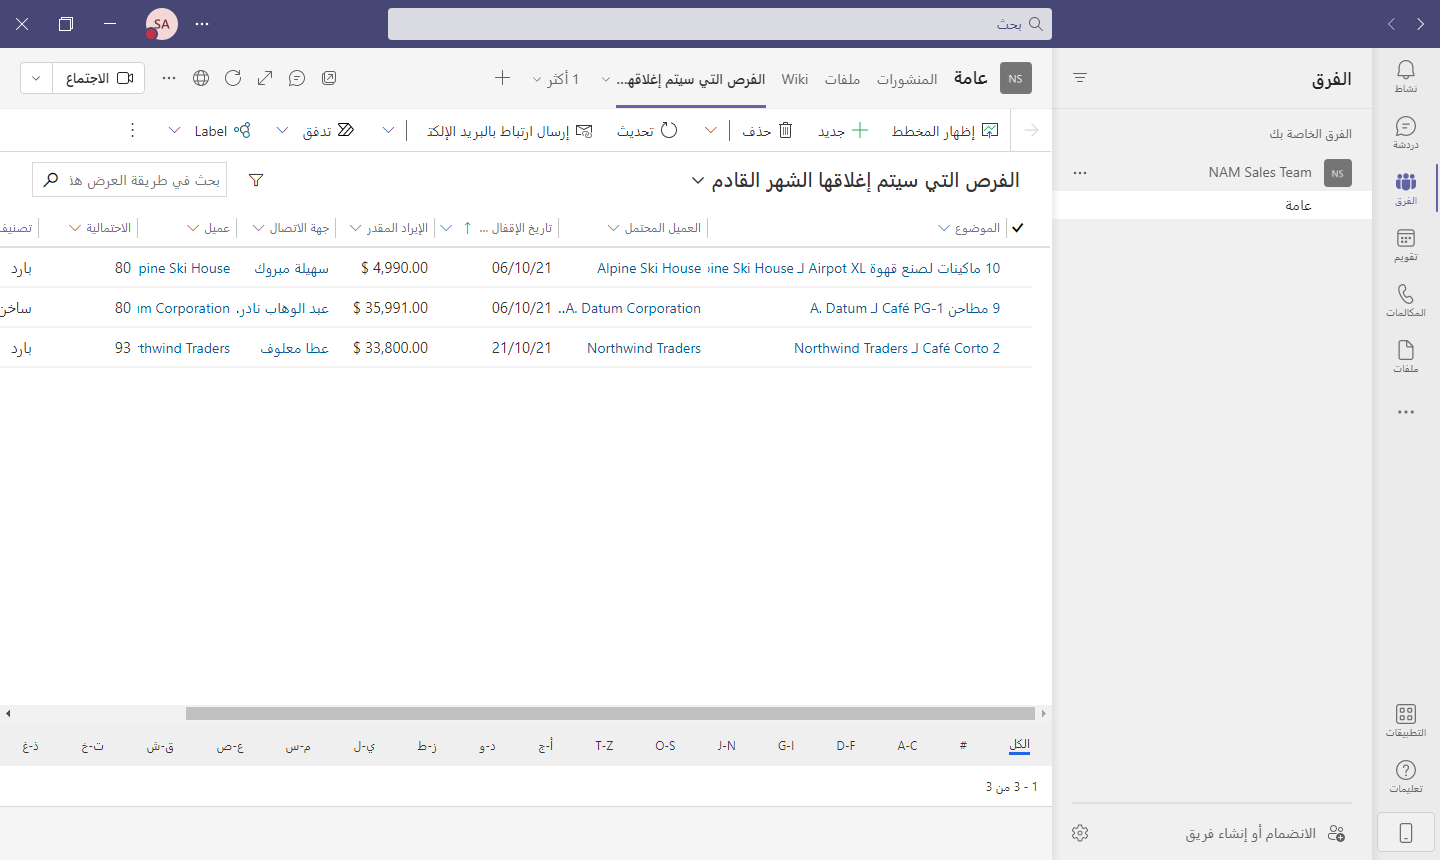 بحث
SA
نشاط
دردشة
الفرق
تقويم
المكالمات
ملفات
التطبيقات
تعليمات
الفرق
الفرق الخاصة بك
NS
NAM Sales Team
عامة
الانضمام أو إنشاء فريق
NS
عامة
المنشورات
ملفات
Wiki
الفرص التي سيتم إغلاقه...
1 أكثر
الاجتماع
إظهار المخطط
جديد
حذف
تحديث
إرسال ارتباط بالبريد الإلكت
تدفق
Label
الفرص التي سيتم إغلاقها الشهر القادم
بحث في طريقة العرض هذ
الموضوع
العميل المحتمل
تاريخ الإقفال ...
الإيراد المقدر
جهة الاتصال
عميل
الاحتمالية
تصنيف
10 ماكينات لصنع قهوة Airpot XL لـ pine Ski House
Alpine Ski House
06/10/21
$ 4,990.00
سهيلة مبروك
pine Ski House
80
بارد
9 مطاحن Café PG-1 لـ A. Datum
A. Datum Corporation..
06/10/21
$ 35,991.00
عبد الوهاب نادر.
ım Corporation
80
ساخن
2 Café Corto لـ Northwind Traders
Northwind Traders
21/10/21
$ 33,800.00
عطا معلوف
thwind Traders
93
بارد
الكل
#
A-C
D-F
G-I
J-N
O-S
T-Z
أ-ج
د-و
ز-ط
ي-ل
م-س
ع-ص
ق-ش
ت-خ
ذ-غ
1 - 3 من 3